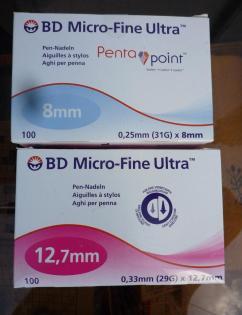 BD Micro-Fine Ultra™
Pen-Nadeln
Aiguilles à stylos
Aghi per penna
Penta point™
8mm
100
0,25mm (31G) x 8mm
BD Micro-Fine Ultra™
Pen-Nadeln
Aiguilles à stylos
Aghi per penna
12,7mm
100
0,33mm (29G) x 12,7mm